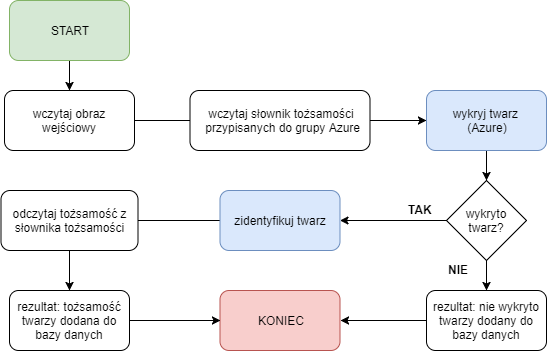 START
wczytaj obraz
wejściowy
wczytaj słownik tożsamości
przypisanych do grupy Azure
wykryj twarz
(Azure)
wykryto
twarz?
TAK
NIE
zidentyfikuj twarz
odczytaj tożsamość z
słownika tożsamości
rezultat: tożsamość
twarzy dodana do
bazy danych
KONIEC
rezultat: nie wykryto
twarzy dodany do
bazy danych